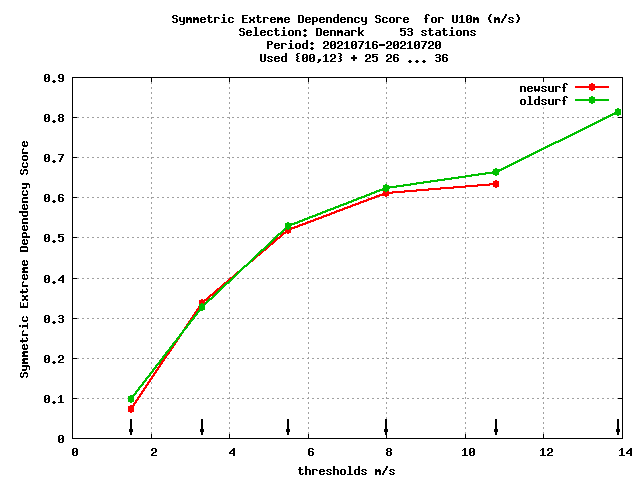 Symmetric Extreme Dependency Score  for U10m (m/s)
Selection: Denmark     53 stations
Period: 20210716-20210720
Used {00,12} + 25 26 ... 36
newsurf
oldsurf
Symmetric Extreme Dependency Score
0.9
0.8
0.7
0.6
0.5
0.4
0.3
0.2
0.1
0
0 2 4 6 8 10 12 14
thresholds m/s